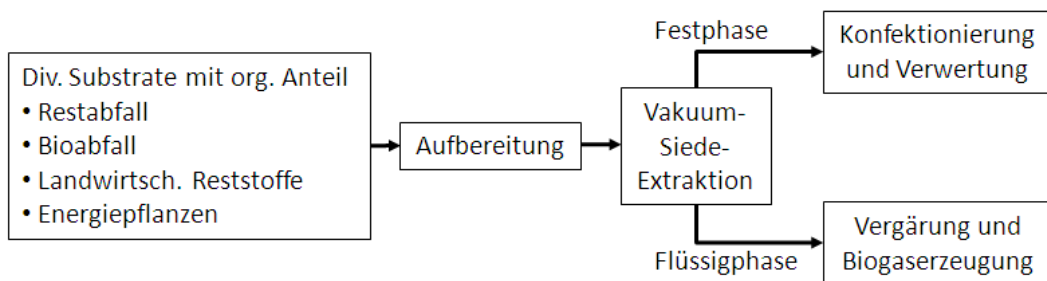 Div. Substrate mit org. Anteil
• Restabfall
• Bioabfall
• Landwirtsch. Reststoffe
• Energiepflanzen
Aufbereitung
Vakuum-
Siede-
Extraktion
Festphase
Konfektionierung
und Verwertung
Flüssigphase
Vergärung und
Biogaserzeugung